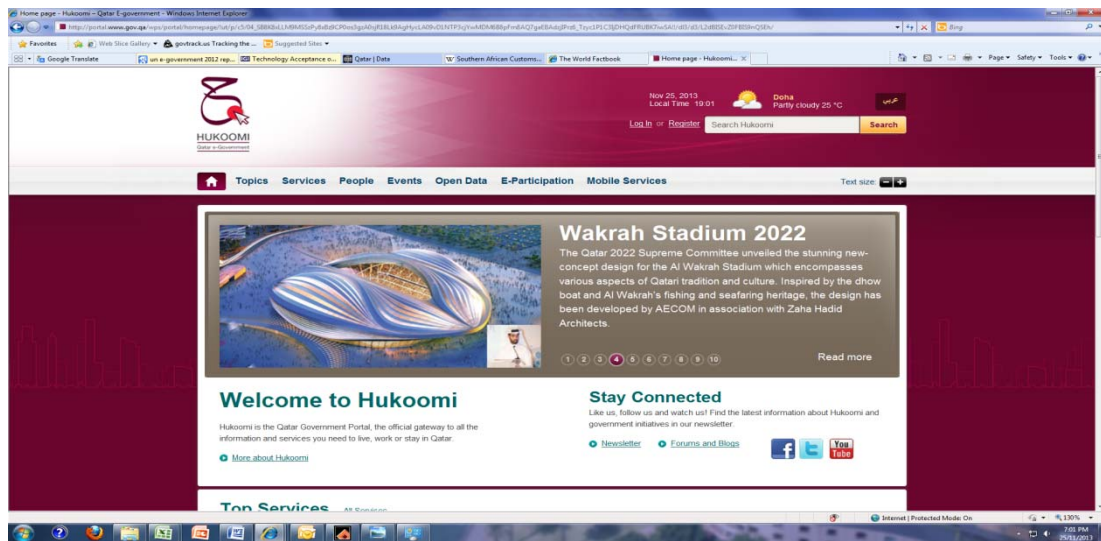 Home page - Hukoomi - Qatar E-government - Windows Internet Explorer
Bing
Favorites Web Slice Gallery govtrack.us Tracking the ... Suggested Sites
Google Translate un e-government 2012 rep... Technology Acceptance o... Qatar | Data Southern African Customs... The World Factbook Home page - Hukoomi... Page Safety Tools
Nov 25, 2013
Local Time 19:01
Doha
Partly cloudy 25 °C
عربي
Log In or Register Search Hukoomi Search
HUKOOMI
Qatar e-Government
Topics Services People Events Open Data E-Participation Mobile Services Text size: - +
Wakrah Stadium 2022
The Qatar 2022 Supreme Committee unveiled the stunning new-
concept design for the Al Wakrah Stadium which encompasses
various aspects of Qatari tradition and culture. Inspired by the dhow
boat and Al Wakrah's fishing and seafaring heritage, the design has
been developed by AECOM in association with Zaha Hadid
Architects.
1 2 3 4 5 6 7 8 9 10 Read more
Welcome to Hukoomi
Hukoomi is the Qatar Government Portal, the official gateway to all the
information and services you need to live, work or stay in Qatar.
More about Hukoomi
Stay Connected
Like us, follow us and watch us! Find the latest information about Hukoomi and
government initiatives in our newsletter.
Newsletter Forums and Blogs f t You Tube
Top Services All Services
Internet | Protected Mode: On 130%
7:01 PM
25/11/2013